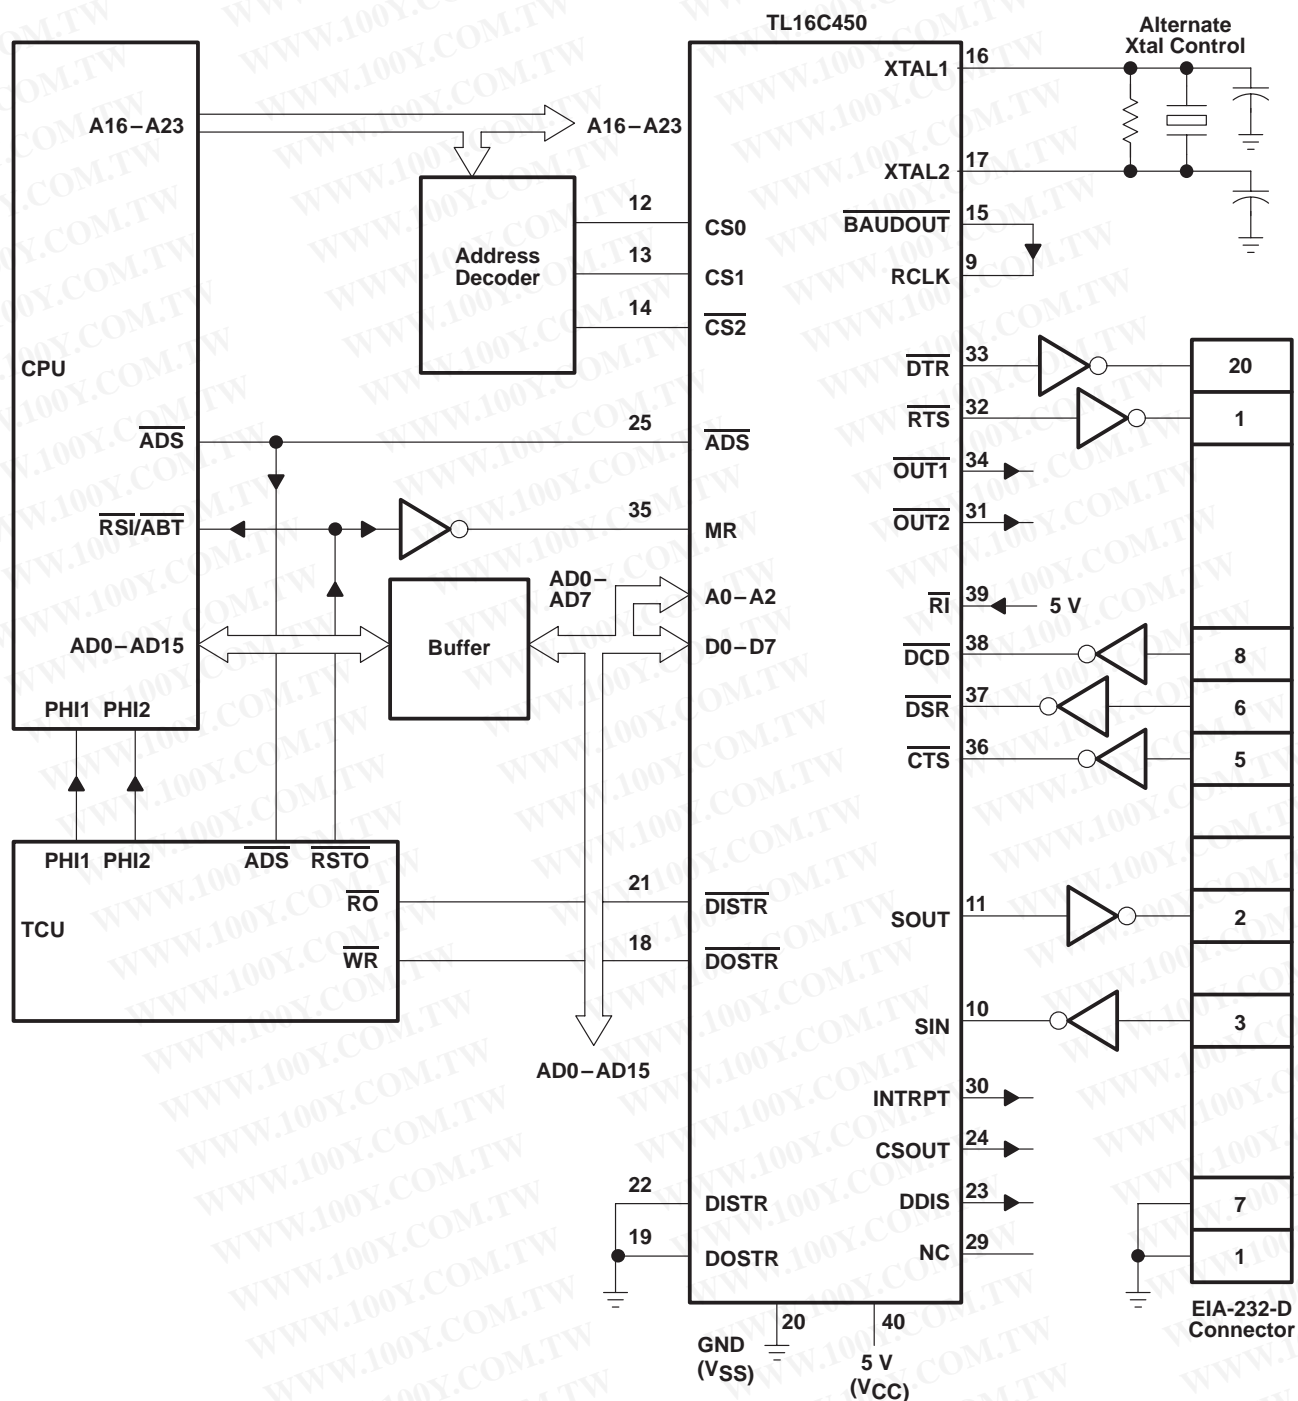 TL16C450
Alternate
Xtal Control
CPU
A16–A23
A16–A23
Address
Decoder
12
CS0
13
CS1
14
CS2
ADS
25
ADS
RSI/ABT
35
MR
AD0–AD15
Buffer
AD0–
AD7
A0–A2
D0–D7
PHI1 PHI2
TCU
PHI1 PHI2
ADS
RSTO
RO
WR
21
DISTR
18
DOSTR
AD0–AD15
22
DISTR
19
DOSTR
GND
(VSS)
20
40
5 V
(VCC)
XTAL1
16
XTAL2
17
BAUDOUT
15
RCLK
9
DTR
33
20
RTS
32
1
OUT1
34
OUT2
31
RI
39
5 V
DCD
38
8
DSR
37
6
CTS
36
5
SOUT
11
2
SIN
10
3
INTRPT
30
CSOUT
24
DDIS
23
7
NC
29
1
EIA-232-D
Connector
WWW.100Y.COM.TW